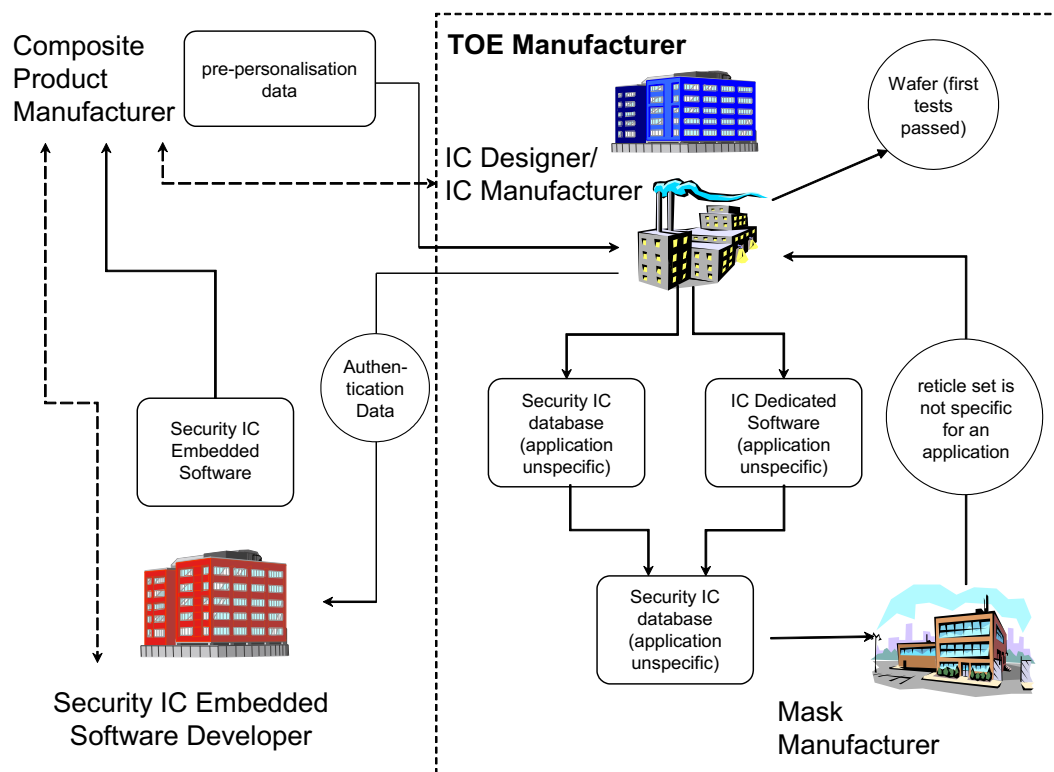 Composite
Product
Manufacturer
pre-personalisation
data
TOE Manufacturer
Wafer (first
tests
passed)
IC Designer/
IC Manufacturer
Authen-
tication
Data
Security IC
database
(application
unspecific)
IC Dedicated
Software
(application
unspecific)
reticle set is
not specific
for an
application
Security IC
Embedded
Software
Security IC
database
(application
unspecific)
Security IC Embedded
Software Developer
Mask
Manufacturer